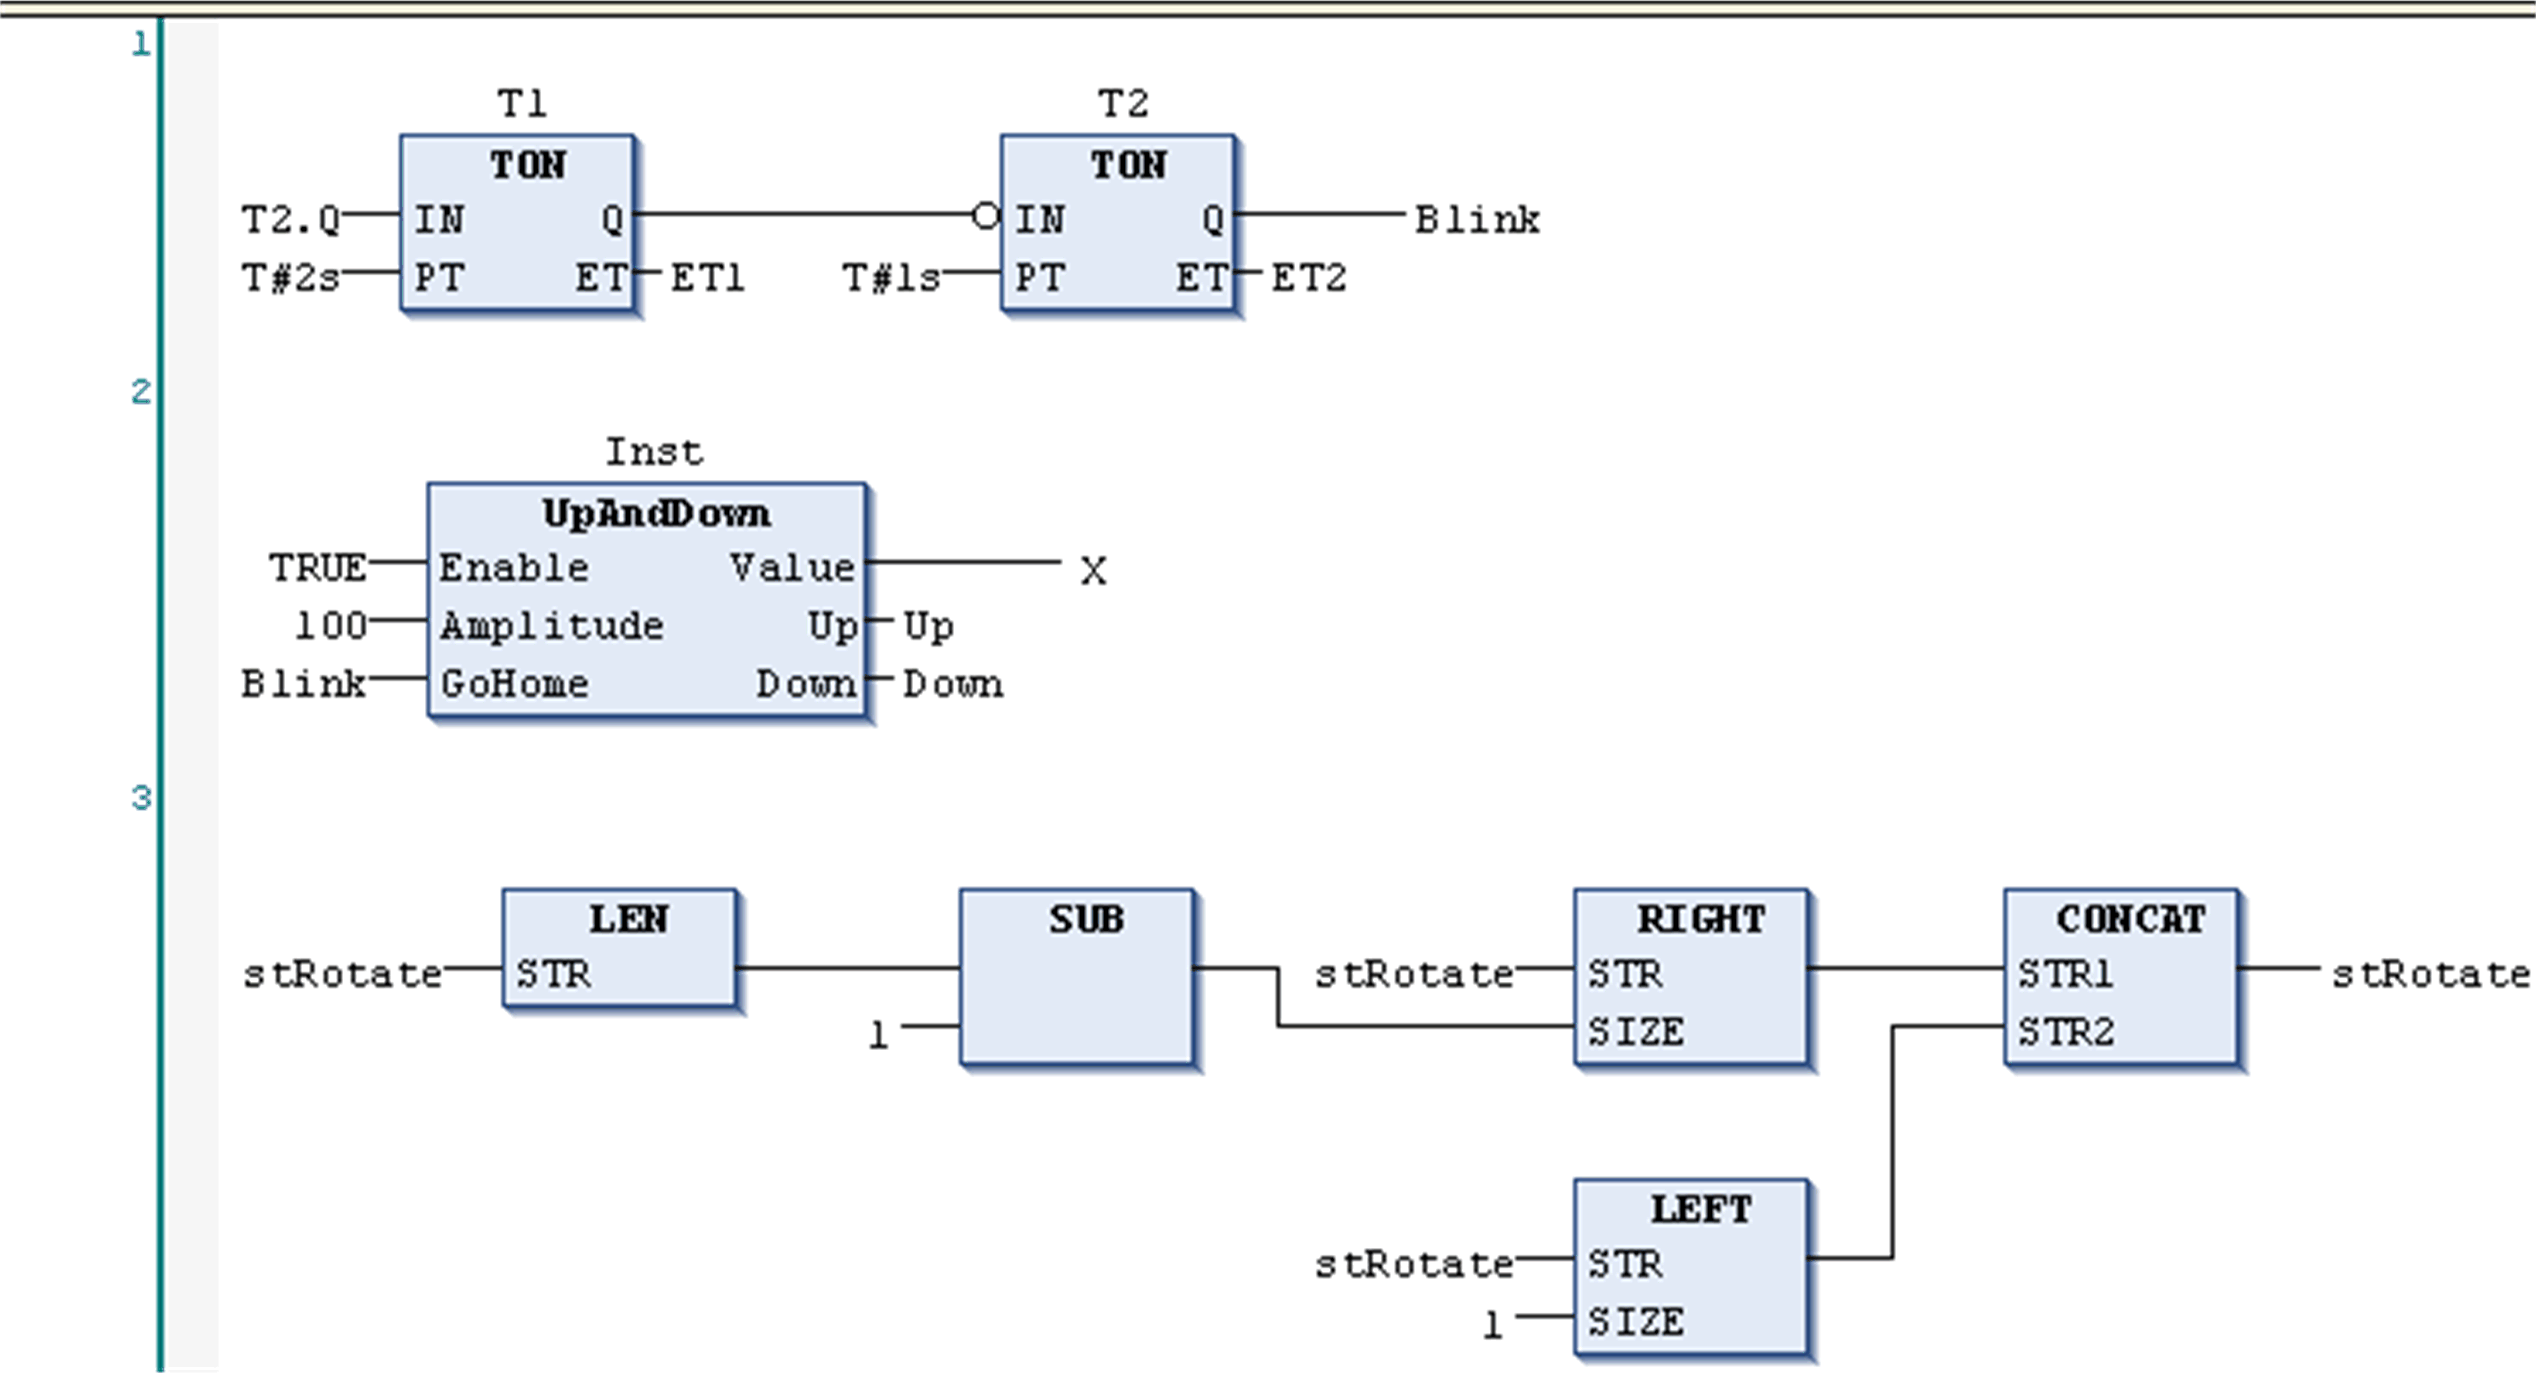 1
T1 T2
TON TON
T2.Q IN Q IN Q Blink
T#2s PT ET ET1 T#1s PT ET ET2
2
Inst
UpAndDown
TRUE Enable Value X
100 Amplitude Up Up
Blink GoHome Down Down
3
LEN SUB RIGHT CONCAT
stRotate STR stRotate STR STR1 stRotate
1 SIZE STR2
LEFT
stRotate STR
1 SIZE